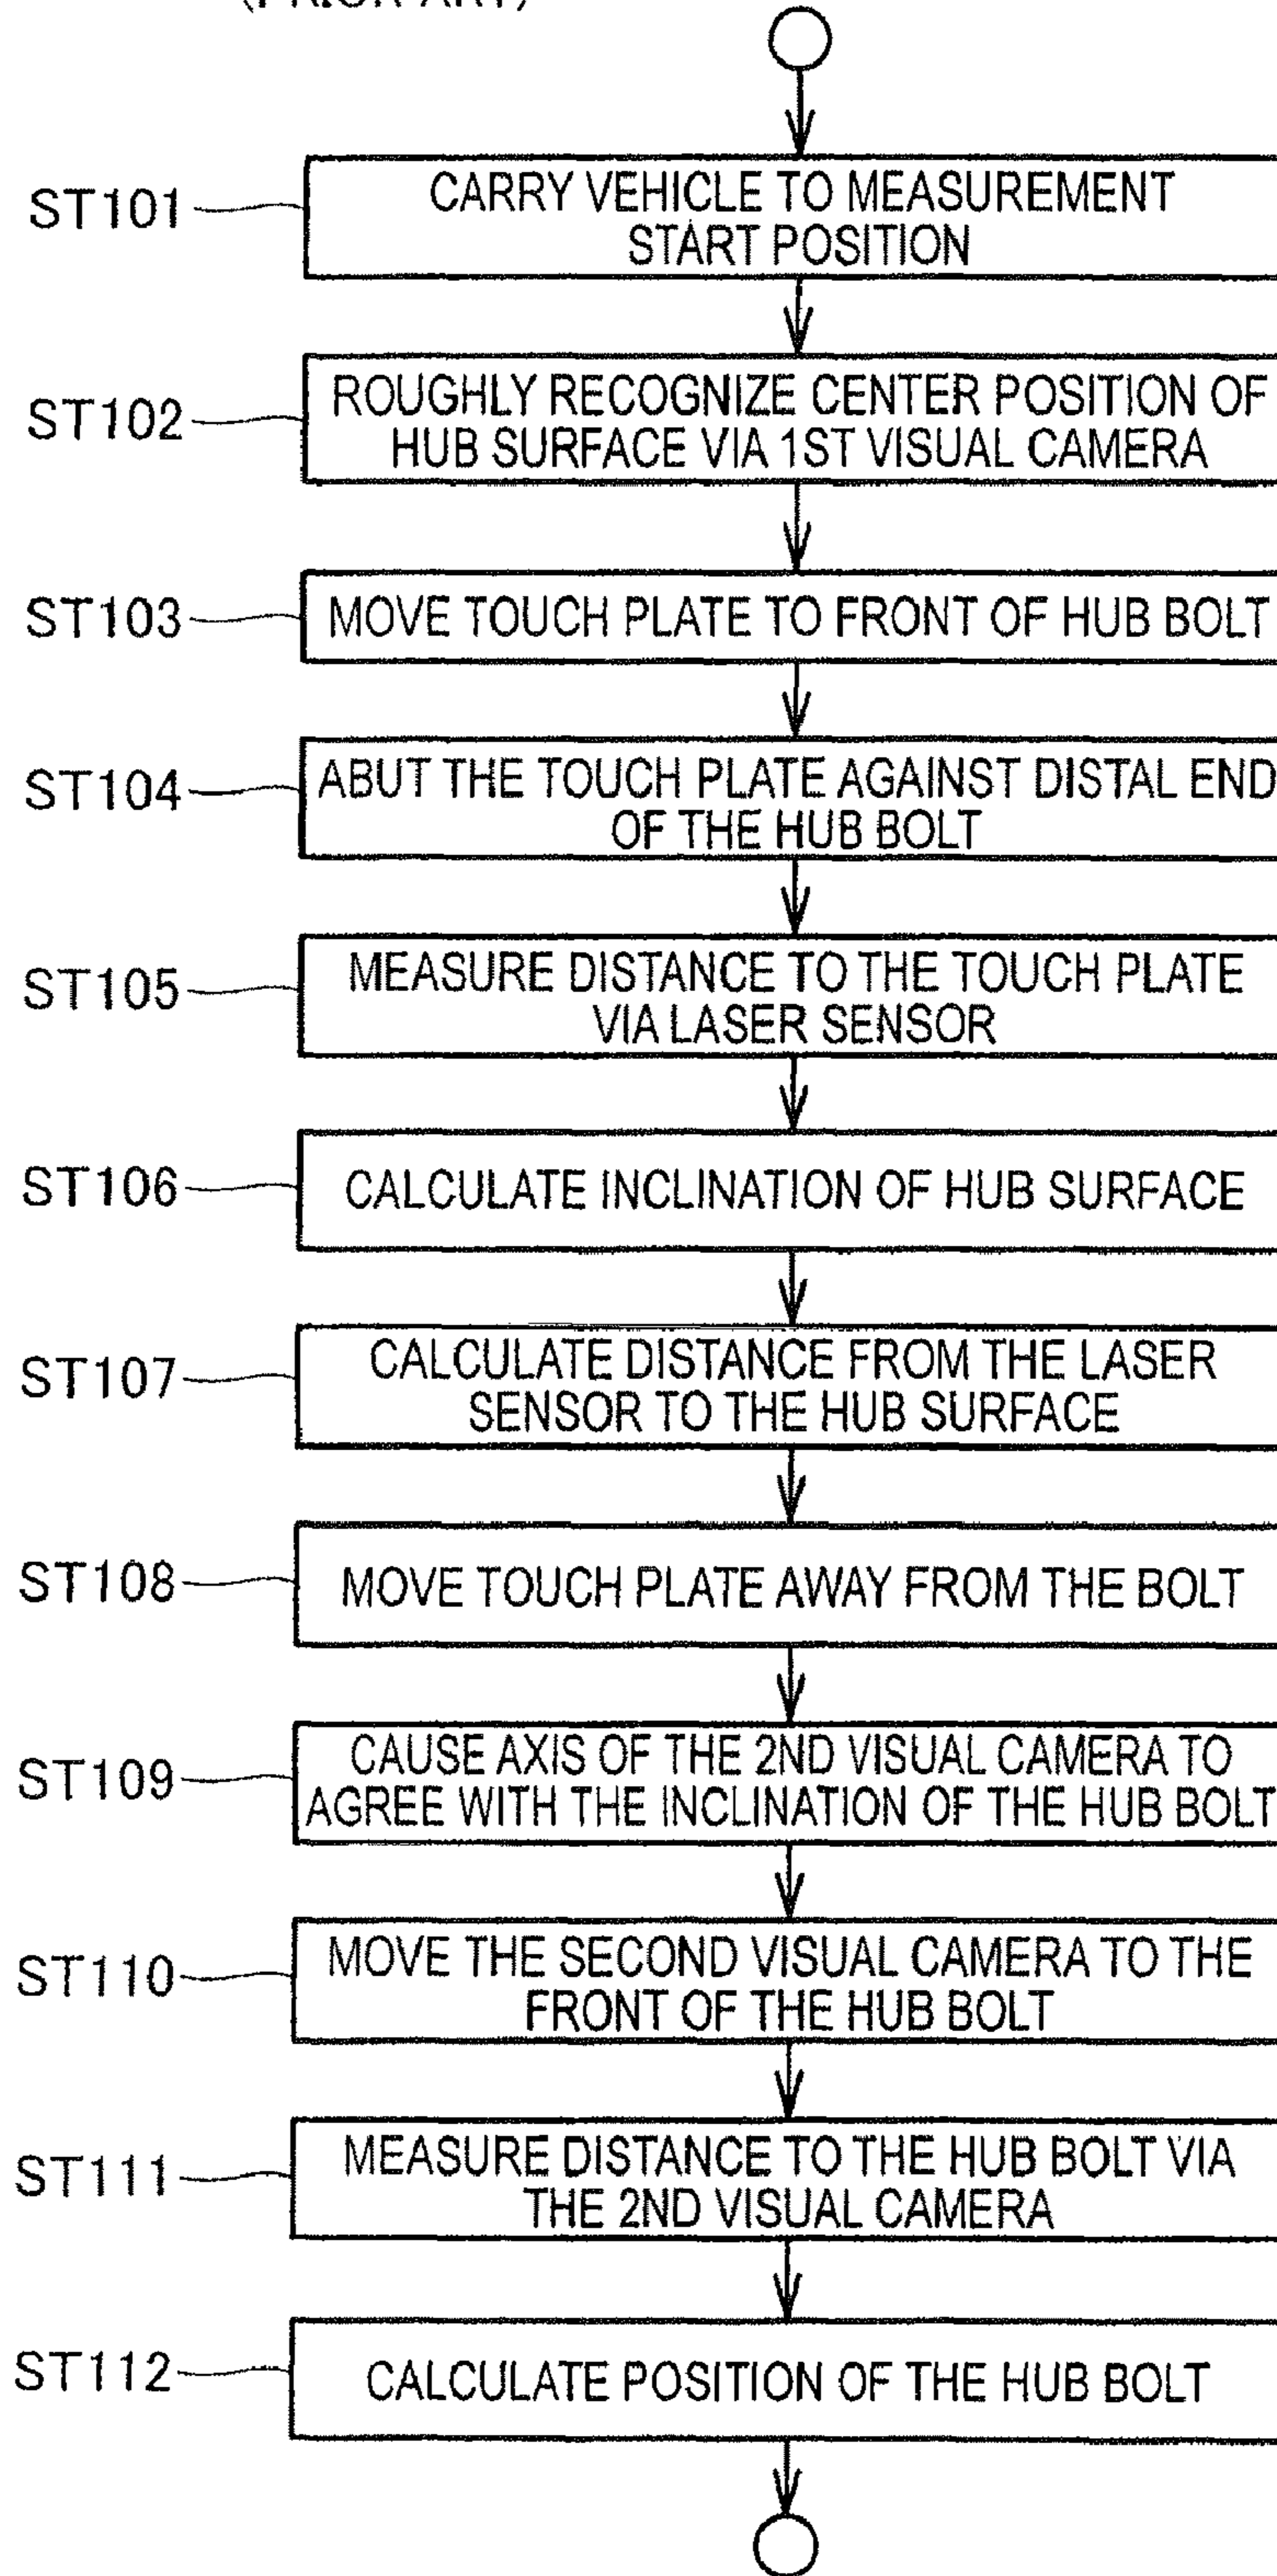 (PRIOR ART)
ST101
CARRY VEHICLE TO MEASUREMENT
START POSITION
ST102
ROUGHLY RECOGNIZE CENTER POSITION OF
HUB SURFACE VIA 1ST VISUAL CAMERA
ST103
MOVE TOUCH PLATE TO FRONT OF HUB BOLT
ST104
ABUT THE TOUCH PLATE AGAINST DISTAL END
OF THE HUB BOLT
ST105
MEASURE DISTANCE TO THE TOUCH PLATE
VIA LASER SENSOR
ST106
CALCULATE INCLINATION OF HUB SURFACE
ST107
CALCULATE DISTANCE FROM THE LASER
SENSOR TO THE HUB SURFACE
ST108
MOVE TOUCH PLATE AWAY FROM THE BOLT
ST109
CAUSE AXIS OF THE 2ND VISUAL CAMERA TO
AGREE WITH THE INCLINATION OF THE HUB BOLT
ST110
MOVE THE SECOND VISUAL CAMERA TO THE
FRONT OF THE HUB BOLT
ST111
MEASURE DISTANCE TO THE HUB BOLT VIA
THE 2ND VISUAL CAMERA
ST112
CALCULATE POSITION OF THE HUB BOLT